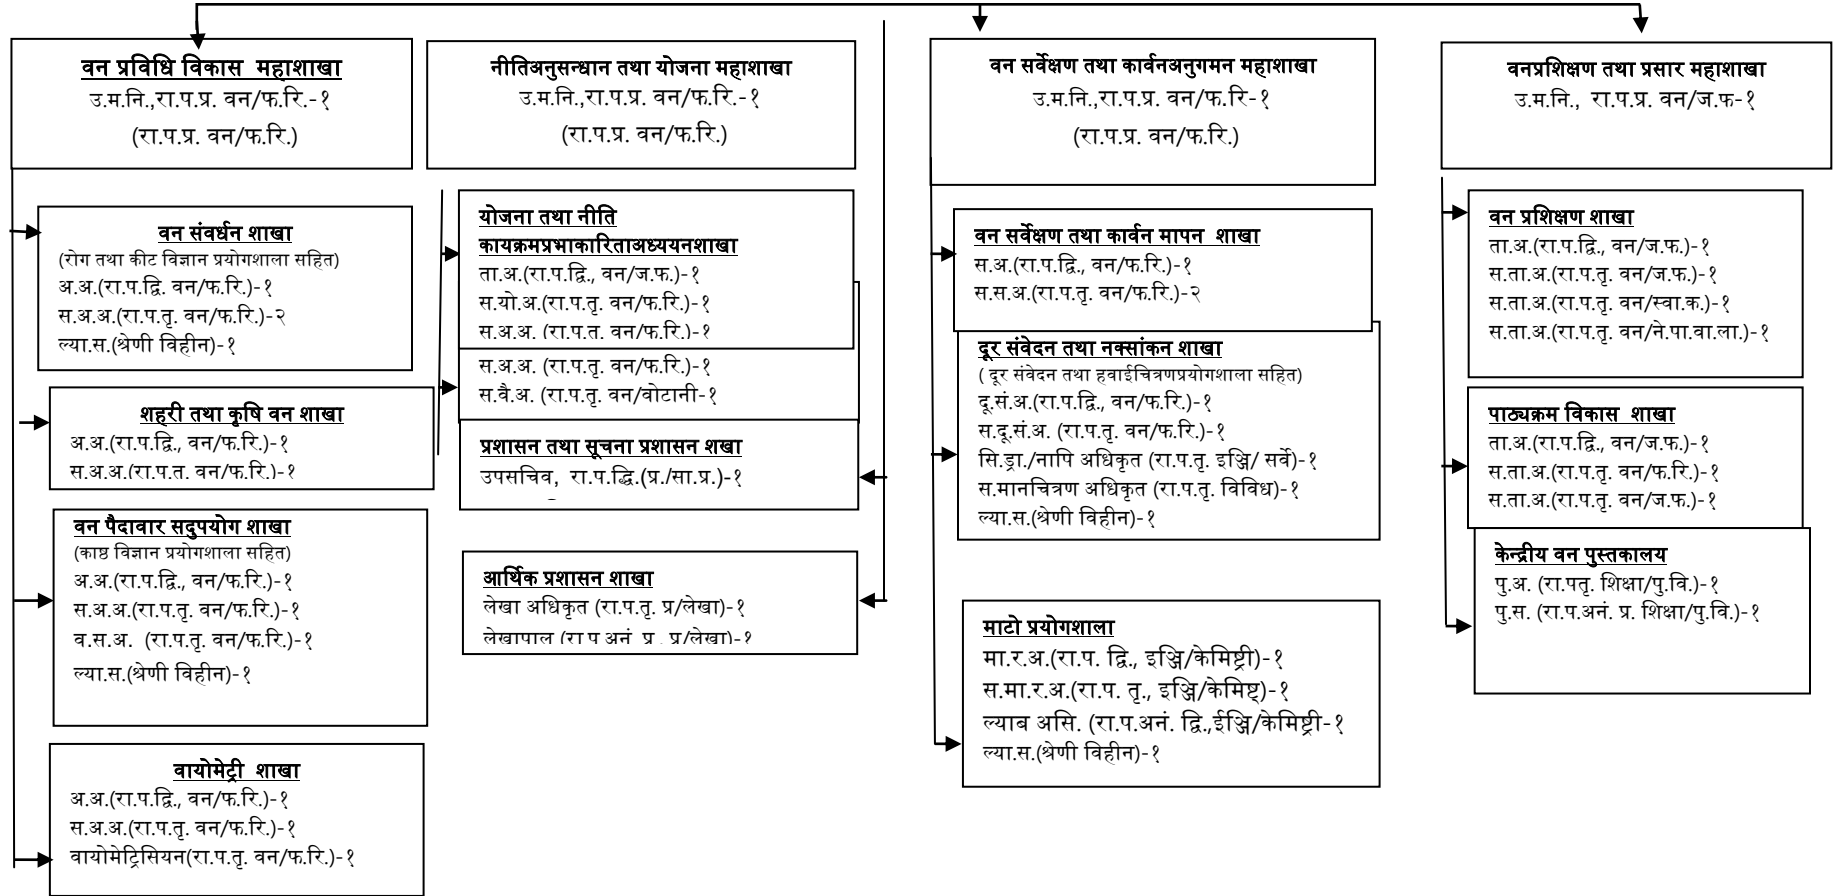 वन प्रविधि विकास महाशाखा
उ.म.नि.,रा.प.प्र. वन/फ.रि.-१
(रा.प.प्र. वन/फ.रि.)
वन संवर्धन शाखा
(रोग तथा कीट विज्ञान प्रयोगशाला सहित)
अ.अ.(रा.प.द्वि. वन/फ.रि.)-१
स.अ.अ.(रा.प.तृ. वन/फ.रि.)-२
ल्या.स.(श्रेणी विहीन)-१
शहरी तथा कृषि वन शाखा
अ.अ.(रा.प.द्वि., वन/फ.रि.)-१
स.अ.अ.(रा.प.त. वन/फ.रि.)-१
वन पैदावार सदुपयोग शाखा
(काष्ठ विज्ञान प्रयोगशाला सहित)
अ.अ.(रा.प.द्वि., वन/फ.रि.)-१
स.अ.अ.(रा.प.तृ. वन/फ.रि.)-१
व.स.अ. (रा.प.तृ. वन/फ.रि.)-१
ल्या.स.(श्रेणी विहीन)-१
वायोमेट्री शाखा
अ.अ.(रा.प.द्वि., वन/फ.रि.)-१
स.अ.अ.(रा.प.तृ. वन/फ.रि.)-१
वायोमेट्रिसियन(रा.प.तृ. वन/फ.रि.)-१
नीतिअनुसन्धान तथा योजना महाशाखा
उ.म.नि.,रा.प.प्र. वन/फ.रि.-१
(रा.प.प्र. वन/फ.रि.)
योजना तथा नीति
कायक्रमप्रभाकारिताअध्ययनशाखा
ता.अ.(रा.प.द्वि., वन/ज.फ.)-१
स.यो.अ.(रा.प.तृ. वन/फ.रि.)-१
स.अ.अ. (रा.प.त. वन/फ.रि.)-१
स.अ.अ. (रा.प.तृ. वन/फ.रि.)-१
स.वै.अ. (रा.प.तृ. वन/वोटानी-१
प्रशासन तथा सूचना प्रशासन शखा
उपसचिव, रा.प.द्धि.(प्र./सा.प्र.)-१
आर्थिक प्रशासन शाखा
लेखा अधिकृत (रा.प.तृ. प्र/लेखा)-१
लेखापाल (रा.प.अनं. प्र., प्र/लेखा)-१
वन सर्वेक्षण तथा कार्वनअनुगमन महाशाखा
उ.म.नि.,रा.प.प्र. वन/फ.रि-१
(रा.प.प्र. वन/फ.रि.)
वन सर्वेक्षण तथा कार्वन मापन शाखा
स.अ.(रा.प.द्वि., वन/फ.रि.)-१
स.स.अ.(रा.प.तृ. वन/फ.रि.)-२
दूर संवेदन तथा नक्सांकन शाखा
( दूर संवेदन तथा हवाईचित्रणप्रयोगशाला सहित)
दू.सं.अ.(रा.प.द्वि., वन/फ.रि.)-१
स.दू.सं.अ. (रा.प.तृ. वन/फ.रि.)-१
सि.ड्रा./नापि अधिकृत (रा.प.तृ. इञ्जि/ सर्वे)-१
स.मानचित्रण अधिकृत (रा.प.तृ. विविध)-१
ल्या.स.(श्रेणी विहीन)-१
माटो प्रयोगशाला
मा.र.अ.(रा.प. द्वि., इञ्जि/केमिष्ट्री)-१
स.मा.र.अ.(रा.प. तृ., इञ्जि/केमिष्ट्)-१
ल्याब असि. (रा.प.अनं. द्वि.,ईञ्जि/केमिष्ट्री-१
ल्या.स.(श्रेणी विहीन)-१
वनप्रशिक्षण तथा प्रसार महाशाखा
उ.म.नि., रा.प.प्र. वन/ज.फ-१
वन प्रशिक्षण शाखा
ता.अ.(रा.प.द्वि., वन/ज.फ.)-१
स.ता.अ.(रा.प.तृ. वन/ज.फ.)-१
स.ता.अ.(रा.प.तृ. वन/स्वा.क.)-१
स.ता.अ.(रा.प.तृ. वन/ने.पा.वा.ला.)-१
पाठ्यक्रम विकास शाखा
ता.अ.(रा.प.द्वि., वन/ज.फ.)-१
स.ता.अ.(रा.प.तृ. वन/फ.रि.)-१
स.ता.अ.(रा.प.तृ. वन/ज.फ.)-१
केन्द्रीय वन पुस्तकालय
पु.अ. (रा.पतृ. शिक्षा/पु.वि.)-१
पु.स. (रा.प.अनं. प्र. शिक्षा/पु.वि.)-१